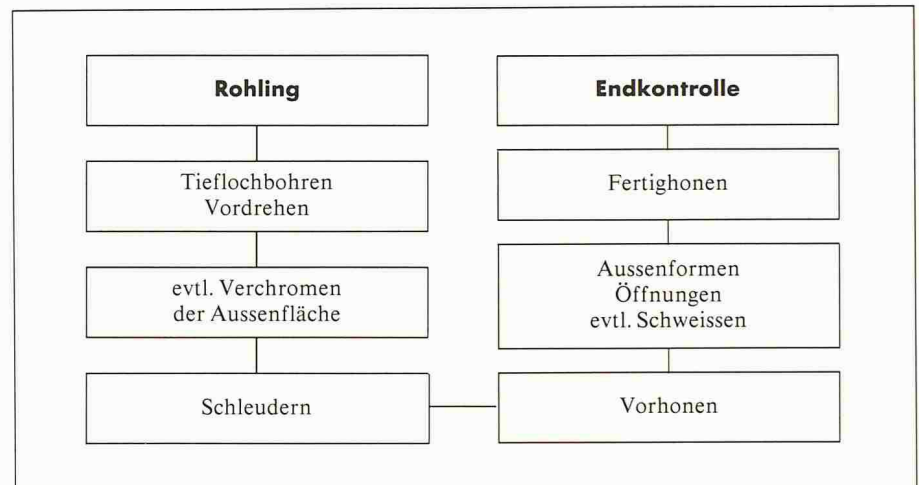 Rohling
Tieflochbohren
Vordrehen
evtl. Verchromen
der Aussenfläche
Schleudern
Endkontrolle
Fertighonen
Aussenformen
Öffnungen
evtl. Schweissen
Vorhonen